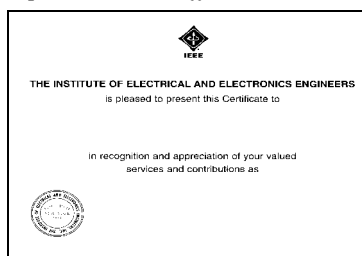 IEEE
THE INSTITUTE OF ELECTRICAL AND ELECTRONICS ENGINEERS
is pleased to present this Certificate to
in recognition and appreciation of your valued
services and contributions as